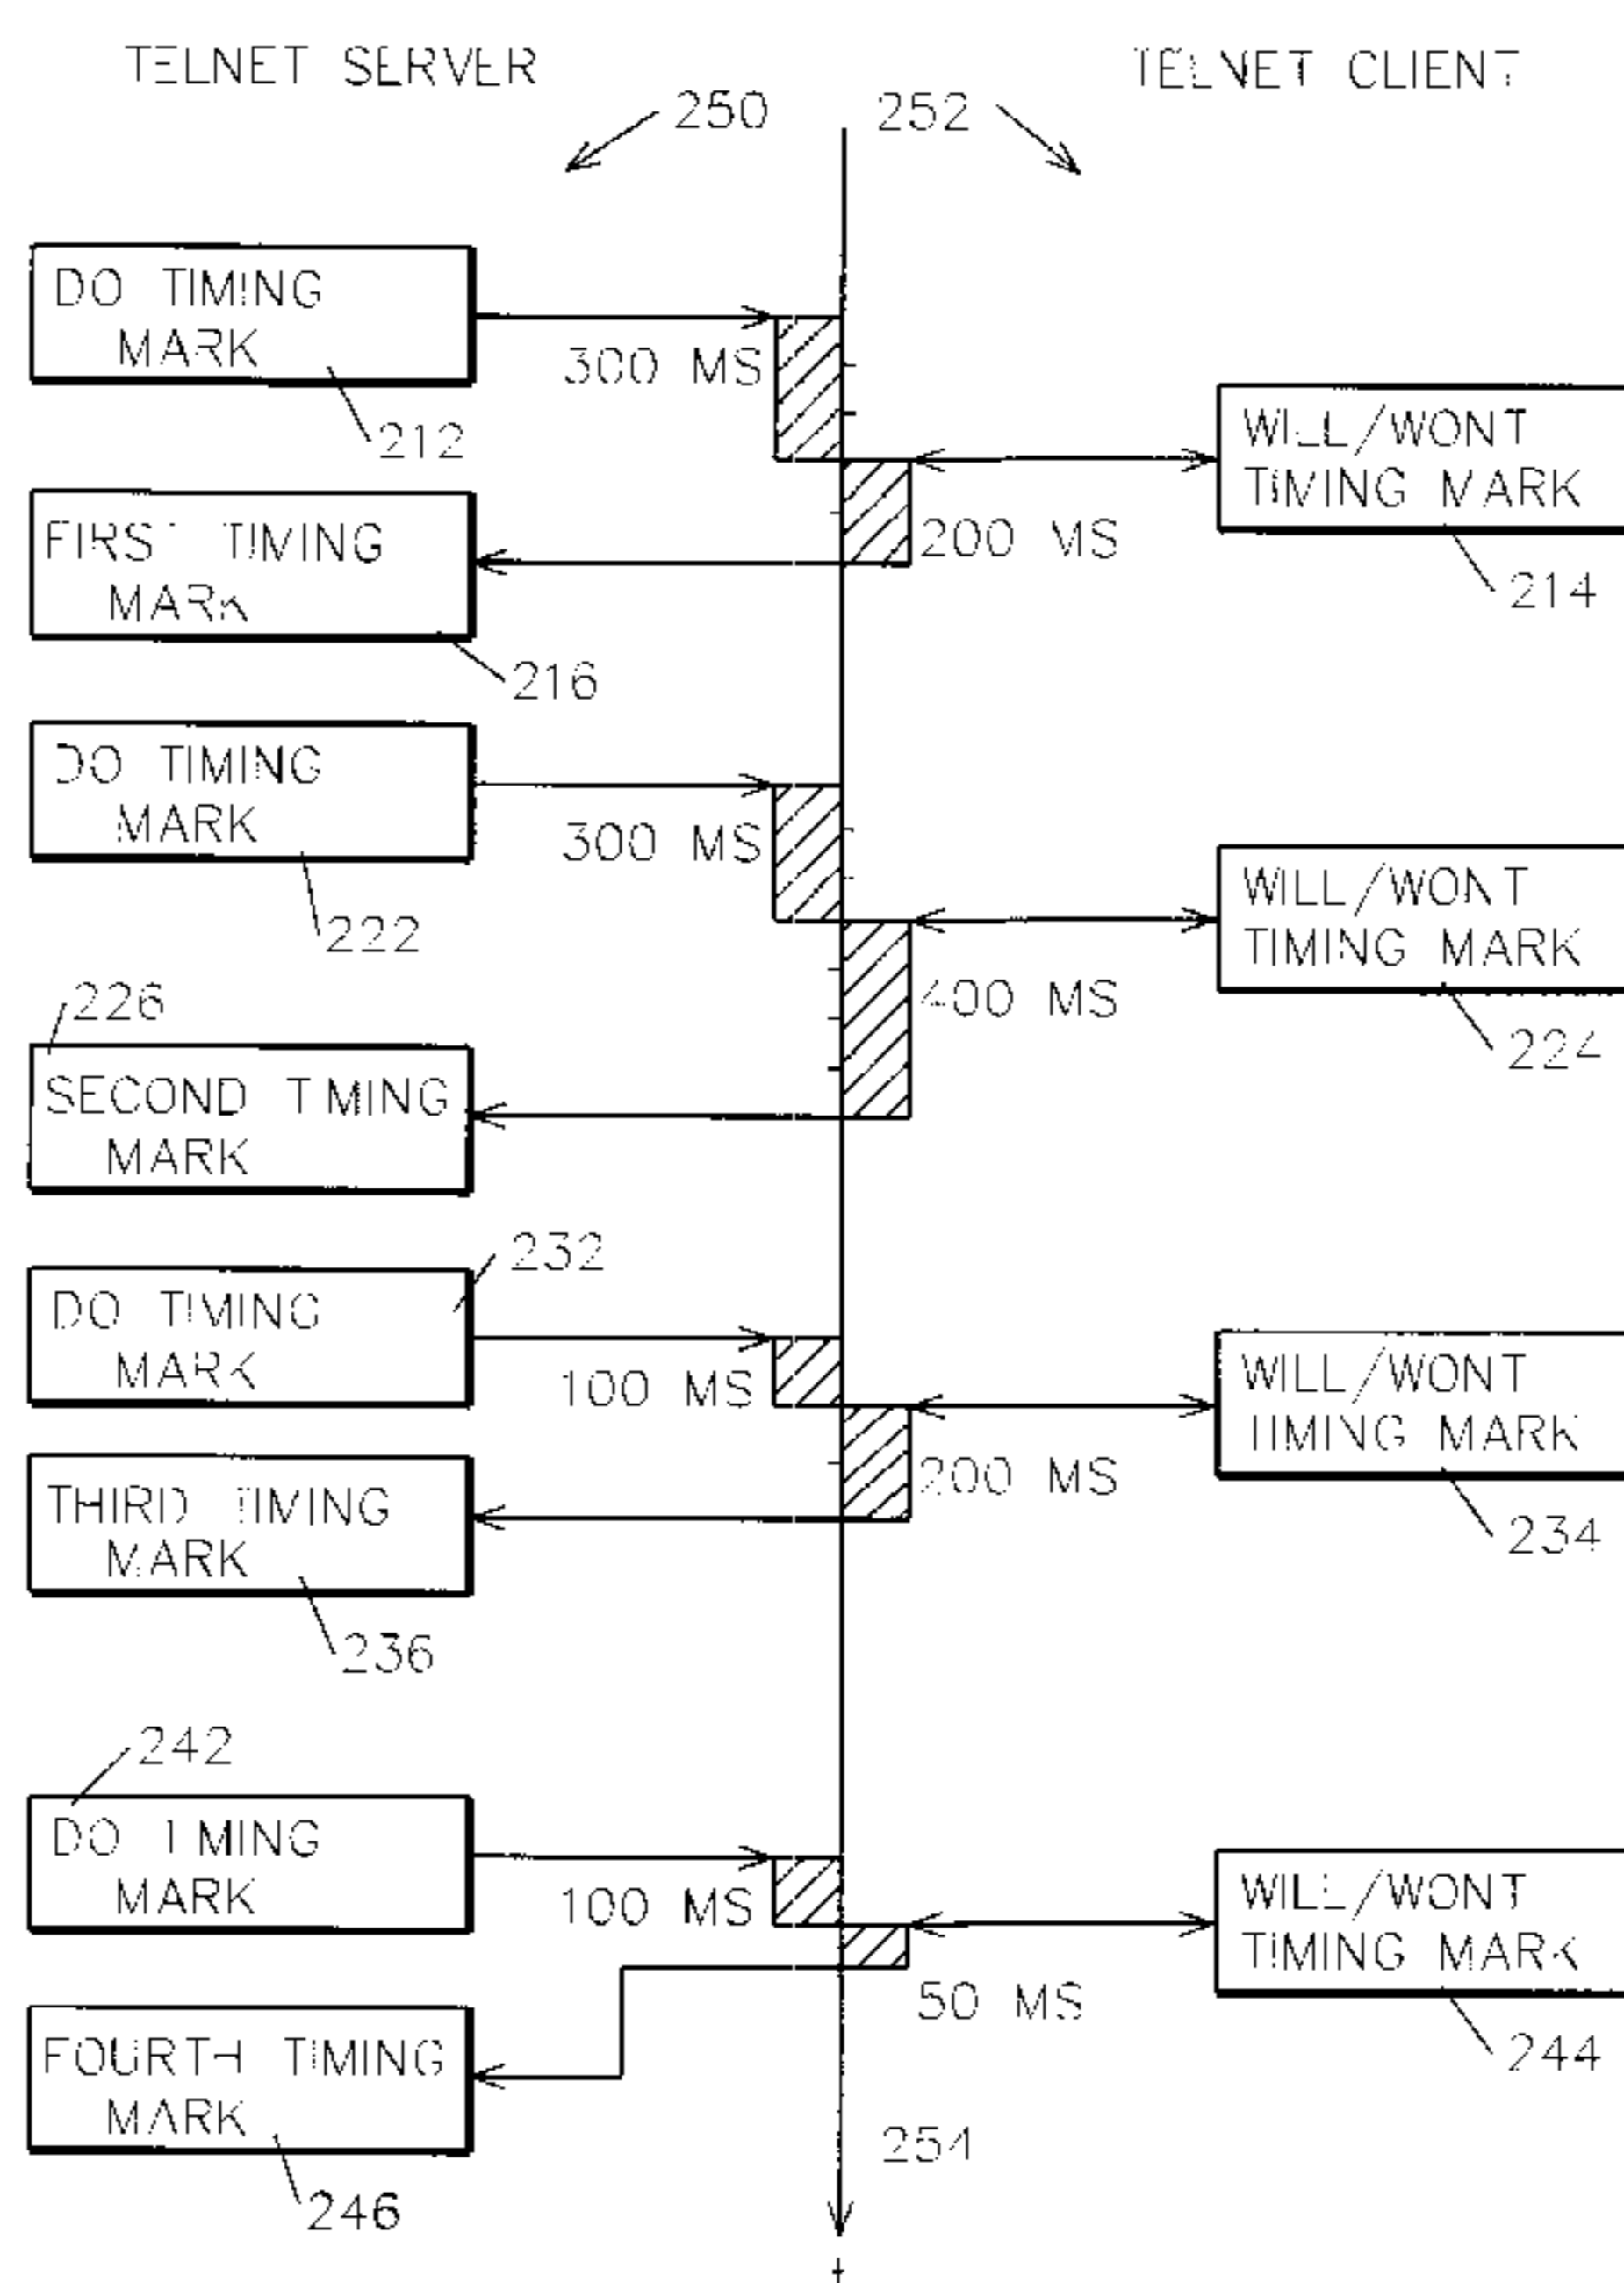 TELNET SERVER
TELNET CLIENT
250
252
DO TIMING
MARK
300 MS
212
WILL/WONT
TIMING MARK
FIRST TIMING
MARK
200 MS
214
216
DO TIMING
MARK
300 MS
222
WILL/WONT
TIMING MARK
226
400 MS
224
SECOND TIMING
MARK
232
DO TIMING
MARK
100 MS
WILL/WONT
TIMING MARK
THIRD TIMING
MARK
200 MS
234
236
242
DO TIMING
MARK
100 MS
WILL/WONT
TIMING MARK
50 MS
FOURTH TIMING
MARK
244
254
246
t